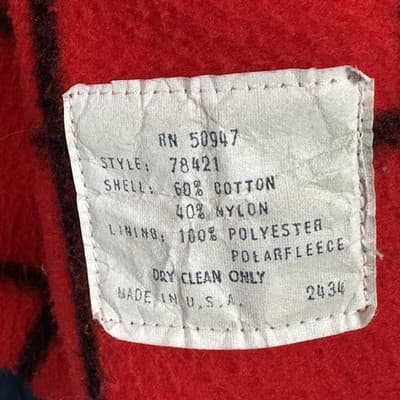 RN 50947
STYLE: 78421
SHELL: 60% COTTON
40% NYLON
LINING: 100% POLYESTER
POLARFLEECE
DRY CLEAN ONLY
MADE IN U.S.A. 2434